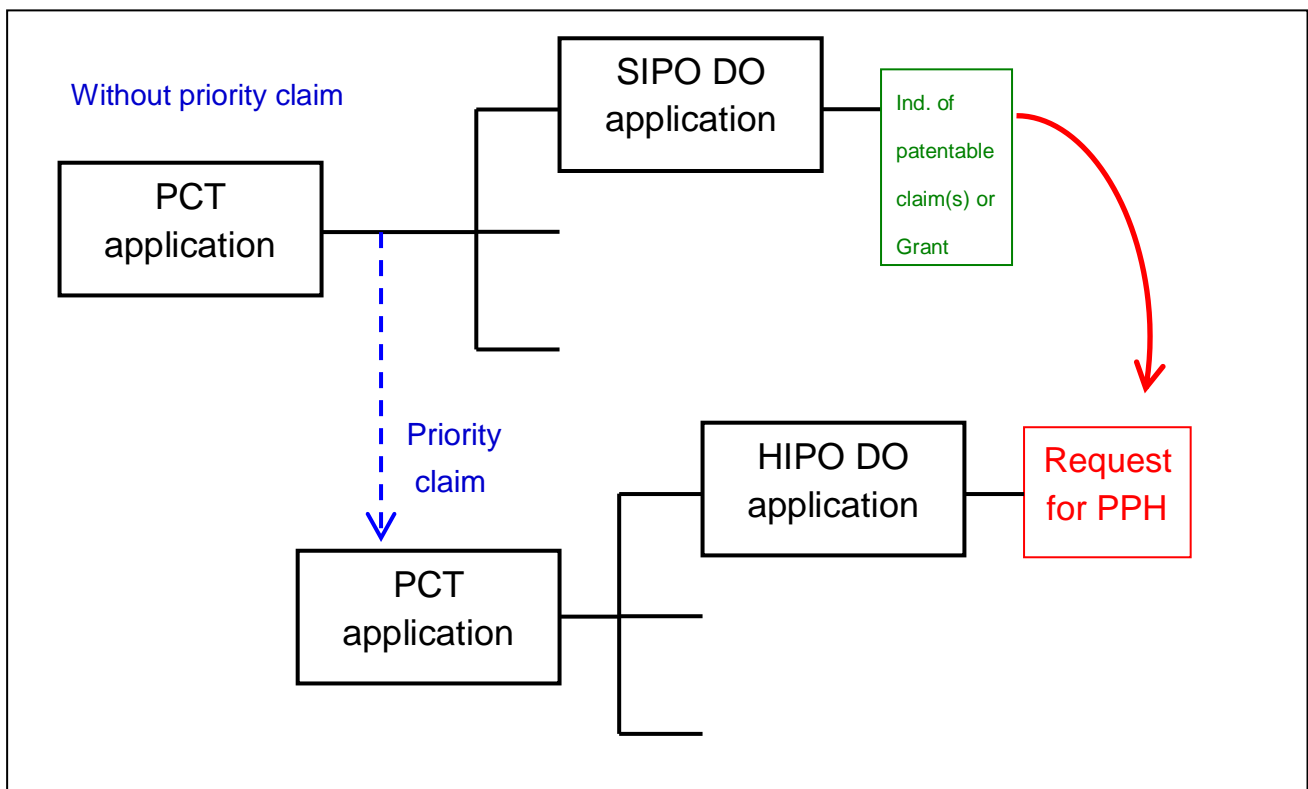 Without priority claim
SIPO DO
application
Ind. of
patentable
claim(s) or
Grant
PCT
application
Priority
claim
HIPO DO
application
Request
for PPH
PCT
application